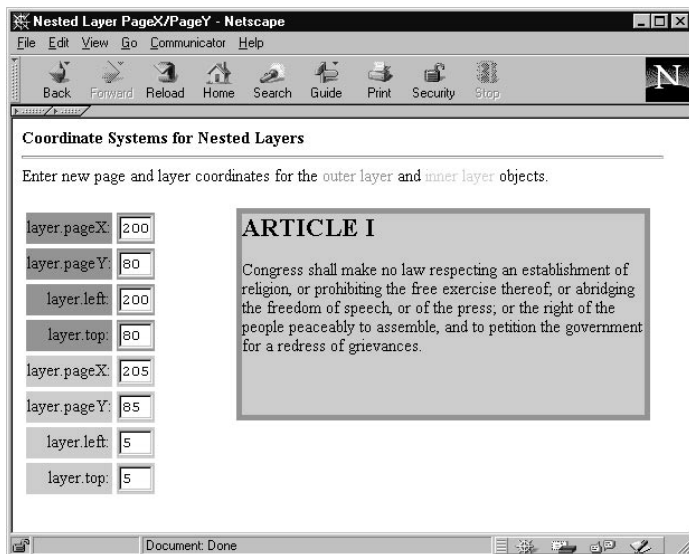 Nested Layer PageX/PageY - Netscape
File Edit View Go Communicator Help
Back Forward Reload Home Search Guide Print Security Stop
N
Coordinate Systems for Nested Layers
Enter new page and layer coordinates for the outer layer and inner layer objects.
layer.pageX: 200
layer.pageY: 80
layer.left: 200
layer.top: 80
layer.pageX: 205
layer.pageY: 85
layer.left: 5
layer.top: 5
ARTICLE I
Congress shall make no law respecting an establishment of
religion, or prohibiting the free exercise thereof; or abridging
the freedom of speech, or of the press; or the right of the
people peaceably to assemble, and to petition the government
for a redress of grievances.
Document: Done